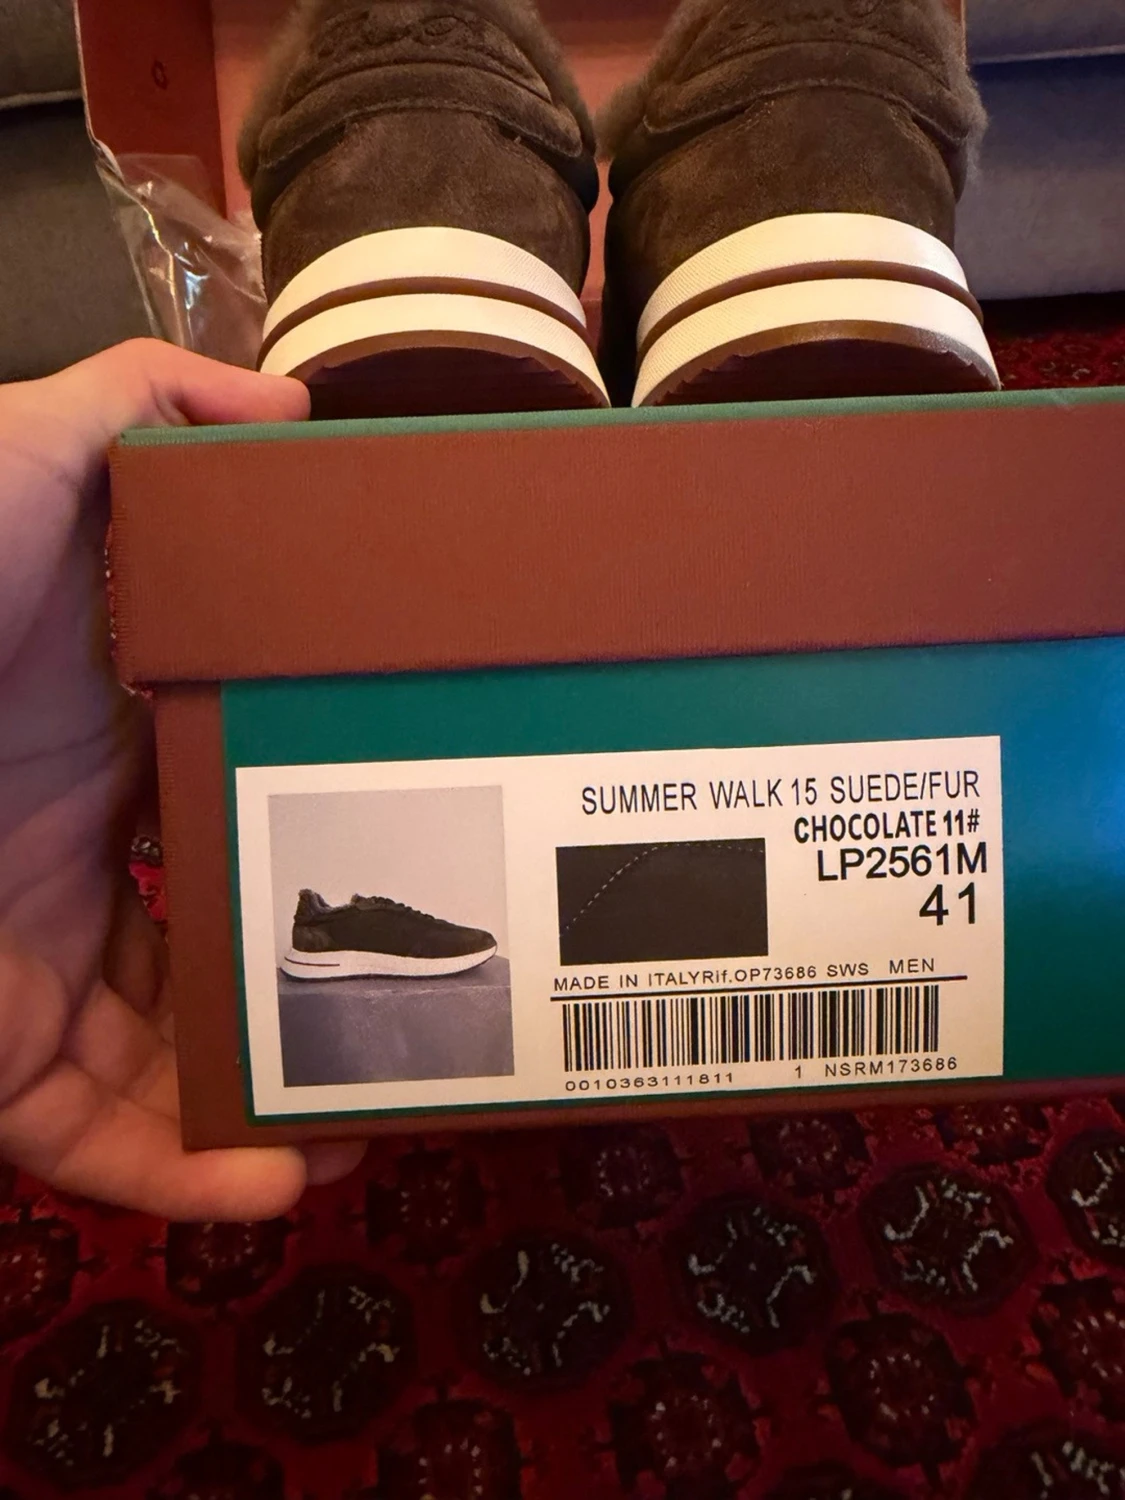 SUMMER WALK 15 SUEDE/FUR
CHOCOLATE 11#
LP2561M
41
MADE IN ITALYRif.OP73686 SWS MEN
0010363111811 1 NSRM173686